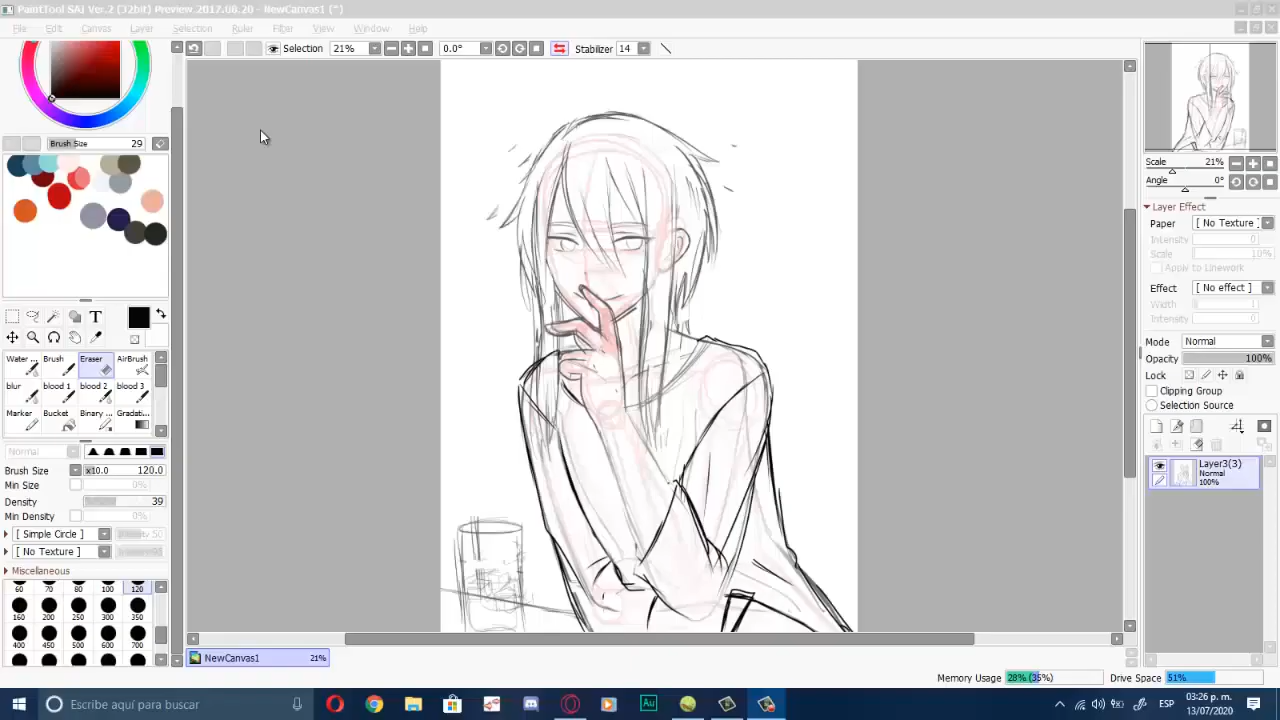 PaintTool SAI Ver.2 (32bit) Preview.2017.06.20 - NewCanvas1 (*)
File Edit Canvas Layer Selection Ruler Filter View Window Help
Selection 21% 0.0° Stabilizer 14
Brush Size 29
Scale 21%
Angle 0°
Layer Effect
Paper [ No Texture ]
Intensity 0
Scale 10%
Apply to Linework
Effect [ No effect ]
Width 1
Intensity 0
T
Mode Normal
Opacity 100%
Lock
Clipping Group
Selection Source
Water ... Brush Eraser AirBrush
blur blood 1 blood 2 blood 3
Marker Bucket Binary ... Gradati...
Normal
Brush Size x10.0 120.0
Min Size 0%
Density 39
Min Density 0%
[ Simple Circle ] 50
[ No Texture ]
Miscellaneous
60 70 80 100 120
160 200 250 300 350
400 450 500 600 700
Layer3(3)
Normal
100%
NewCanvas1 21%
Memory Usage 28% (35%) Drive Space 51%
Escribe aquí para buscar
Au
ESP
03:26 p. m.
13/07/2020